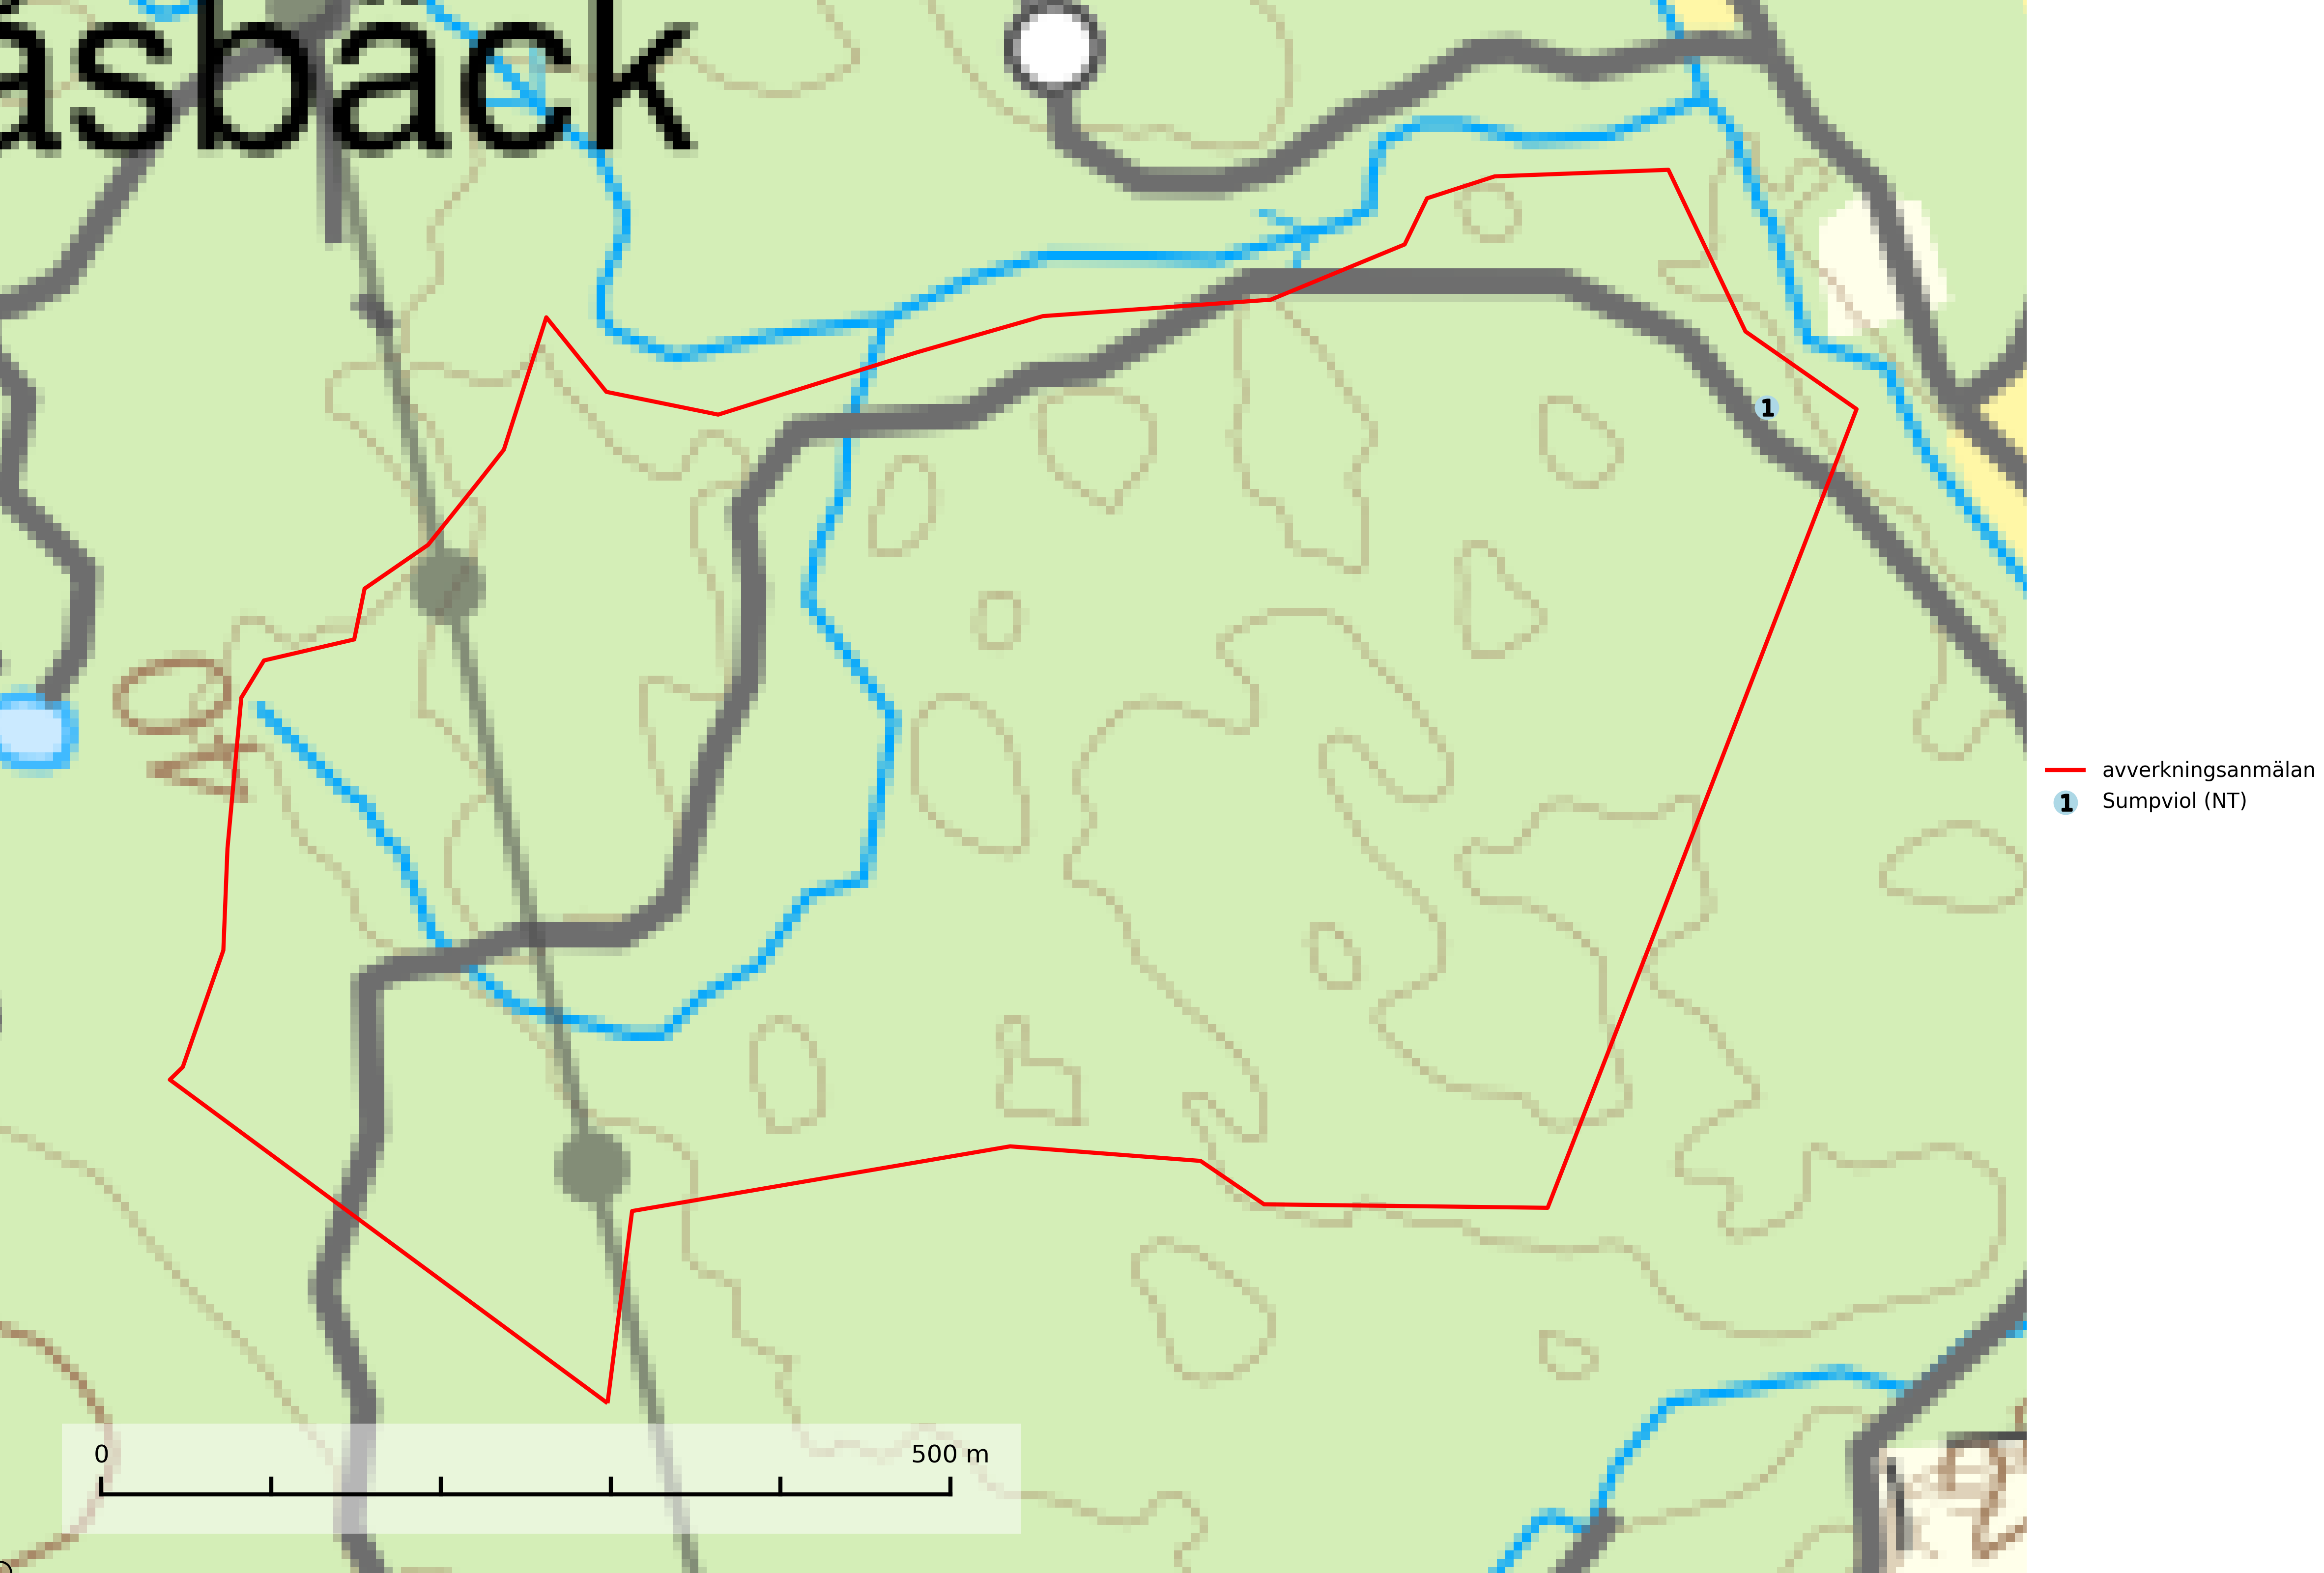 åsbäck
1
0
500 m
avverkningsanmälan
1 Sumpviol (NT)